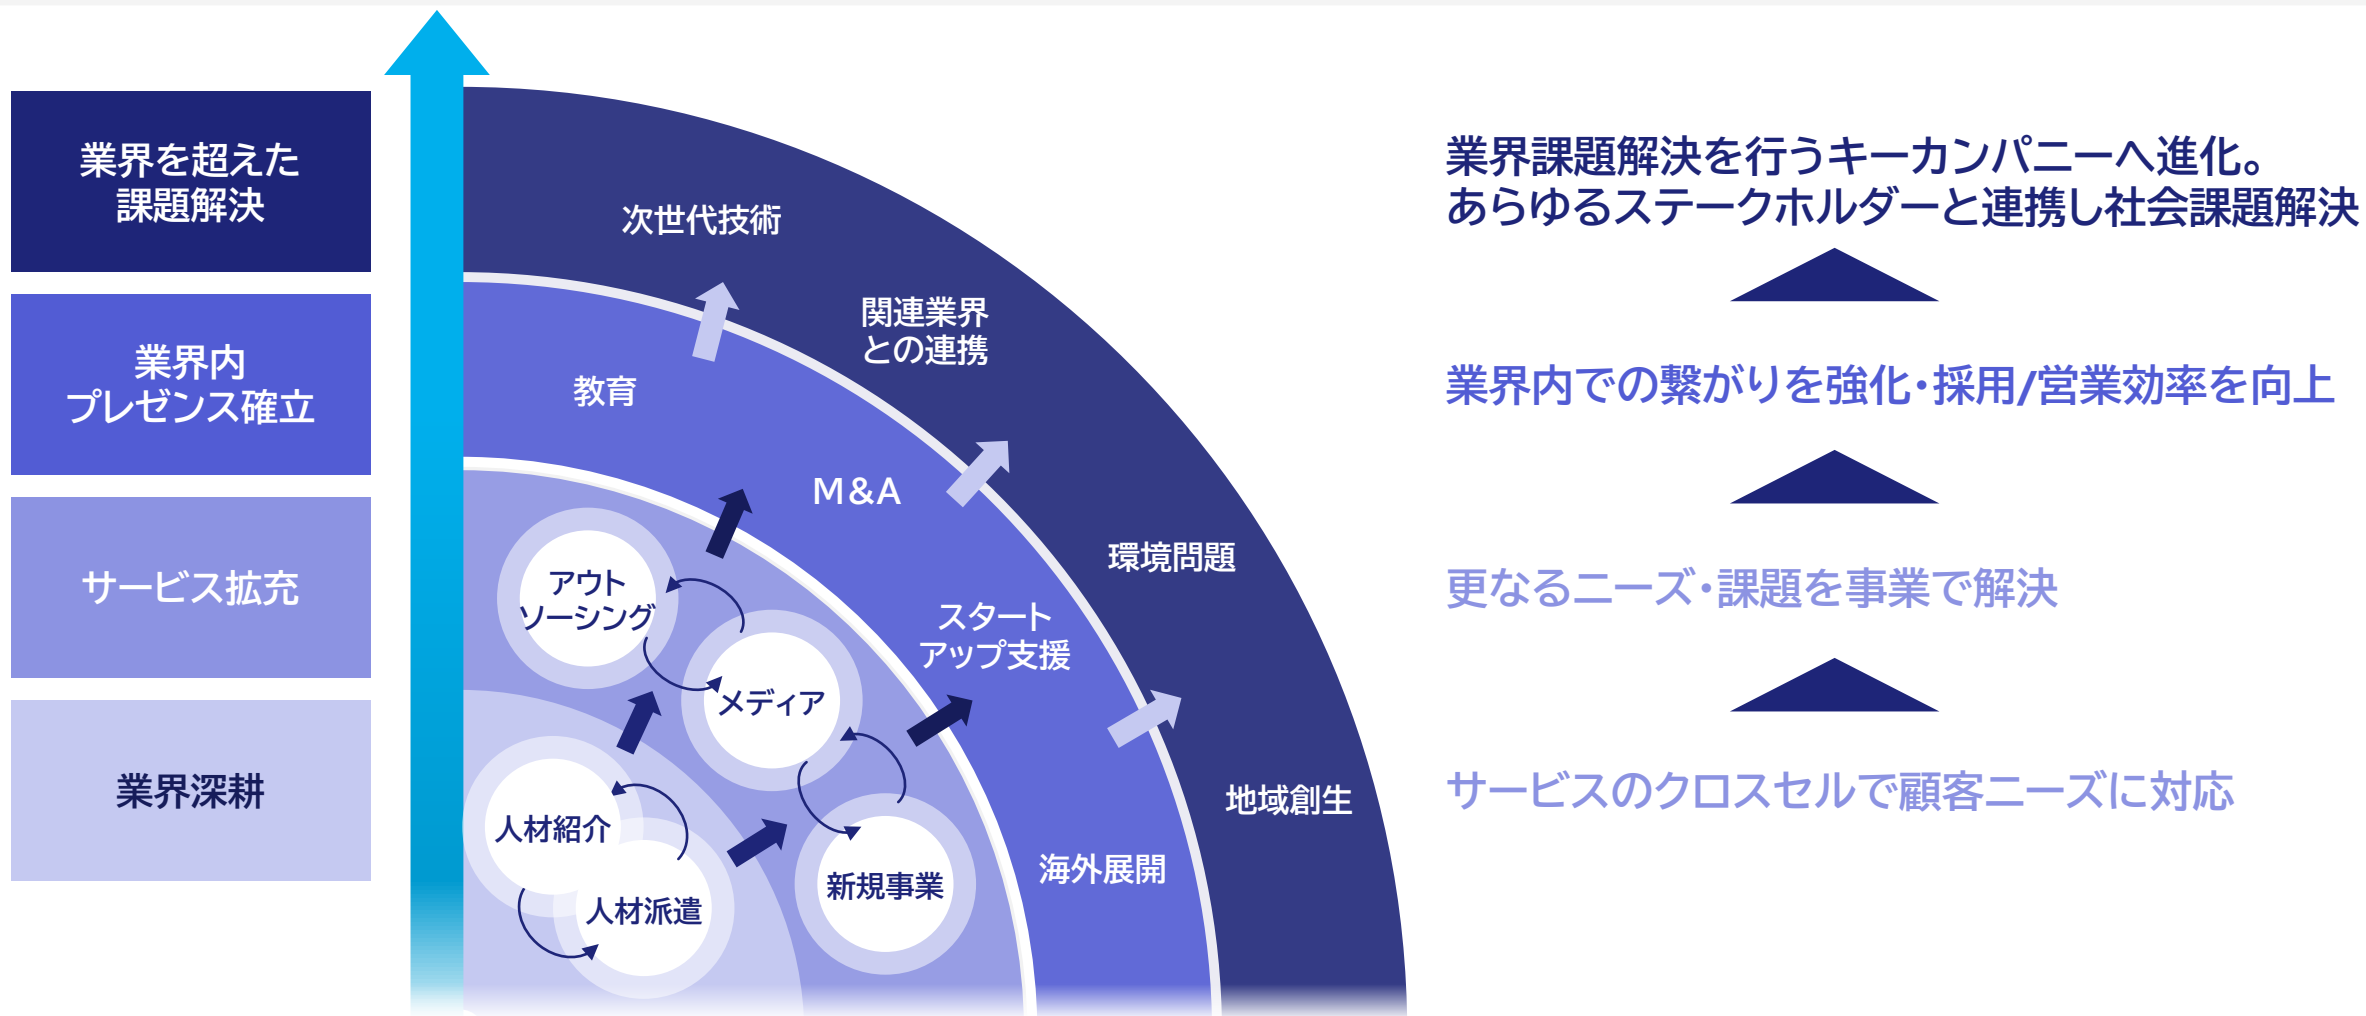 業界を超えた
課題解決
業界内
プレゼンス確立
サービス拡充
業界深耕
次世代技術
関連業界
との連携
環境問題
地域創生
教育
M&A
スタート
アップ支援
海外展開
アウト
ソーシング
メディア
新規事業
人材紹介
人材派遣
業界課題解決を行うキーカンパニーへ進化。
あらゆるステークホルダーと連携し社会課題解決
業界内での繋がりを強化・採用/営業効率を向上
更なるニーズ・課題を事業で解決
サービスのクロスセルで顧客ニーズに対応